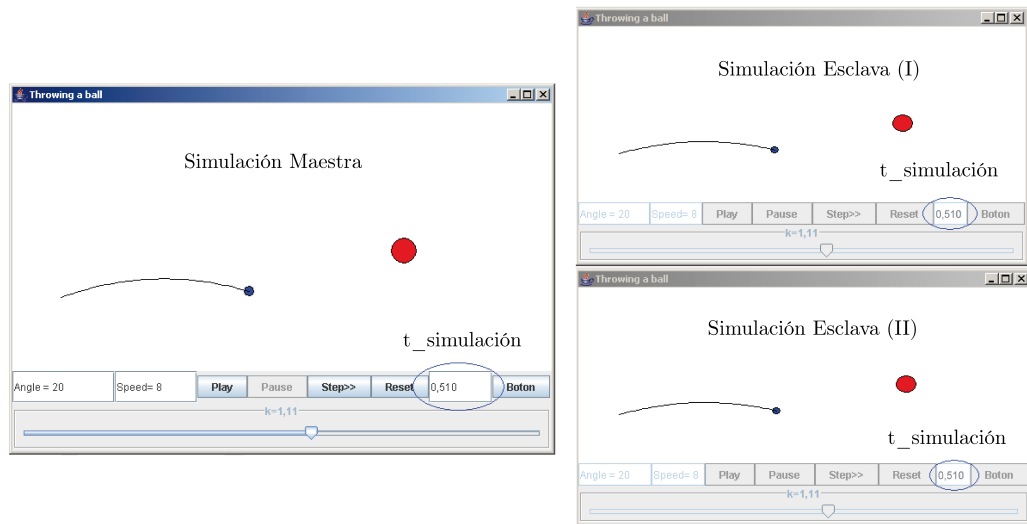 Throwing a ball
Simulación Maestra
t_simulación
Angle = 20 Speed= 8 Play Pause Step>> Reset 0,510 Boton
k=1,11
Throwing a ball
Simulación Esclava (I)
t_simulación
Angle = 20 Speed= 8 Play Pause Step>> Reset 0,510 Boton
k=1,11
Throwing a ball
Simulación Esclava (II)
t_simulación
Angle = 20 Speed= 8 Play Pause Step>> Reset 0,510 Boton
k=1,11